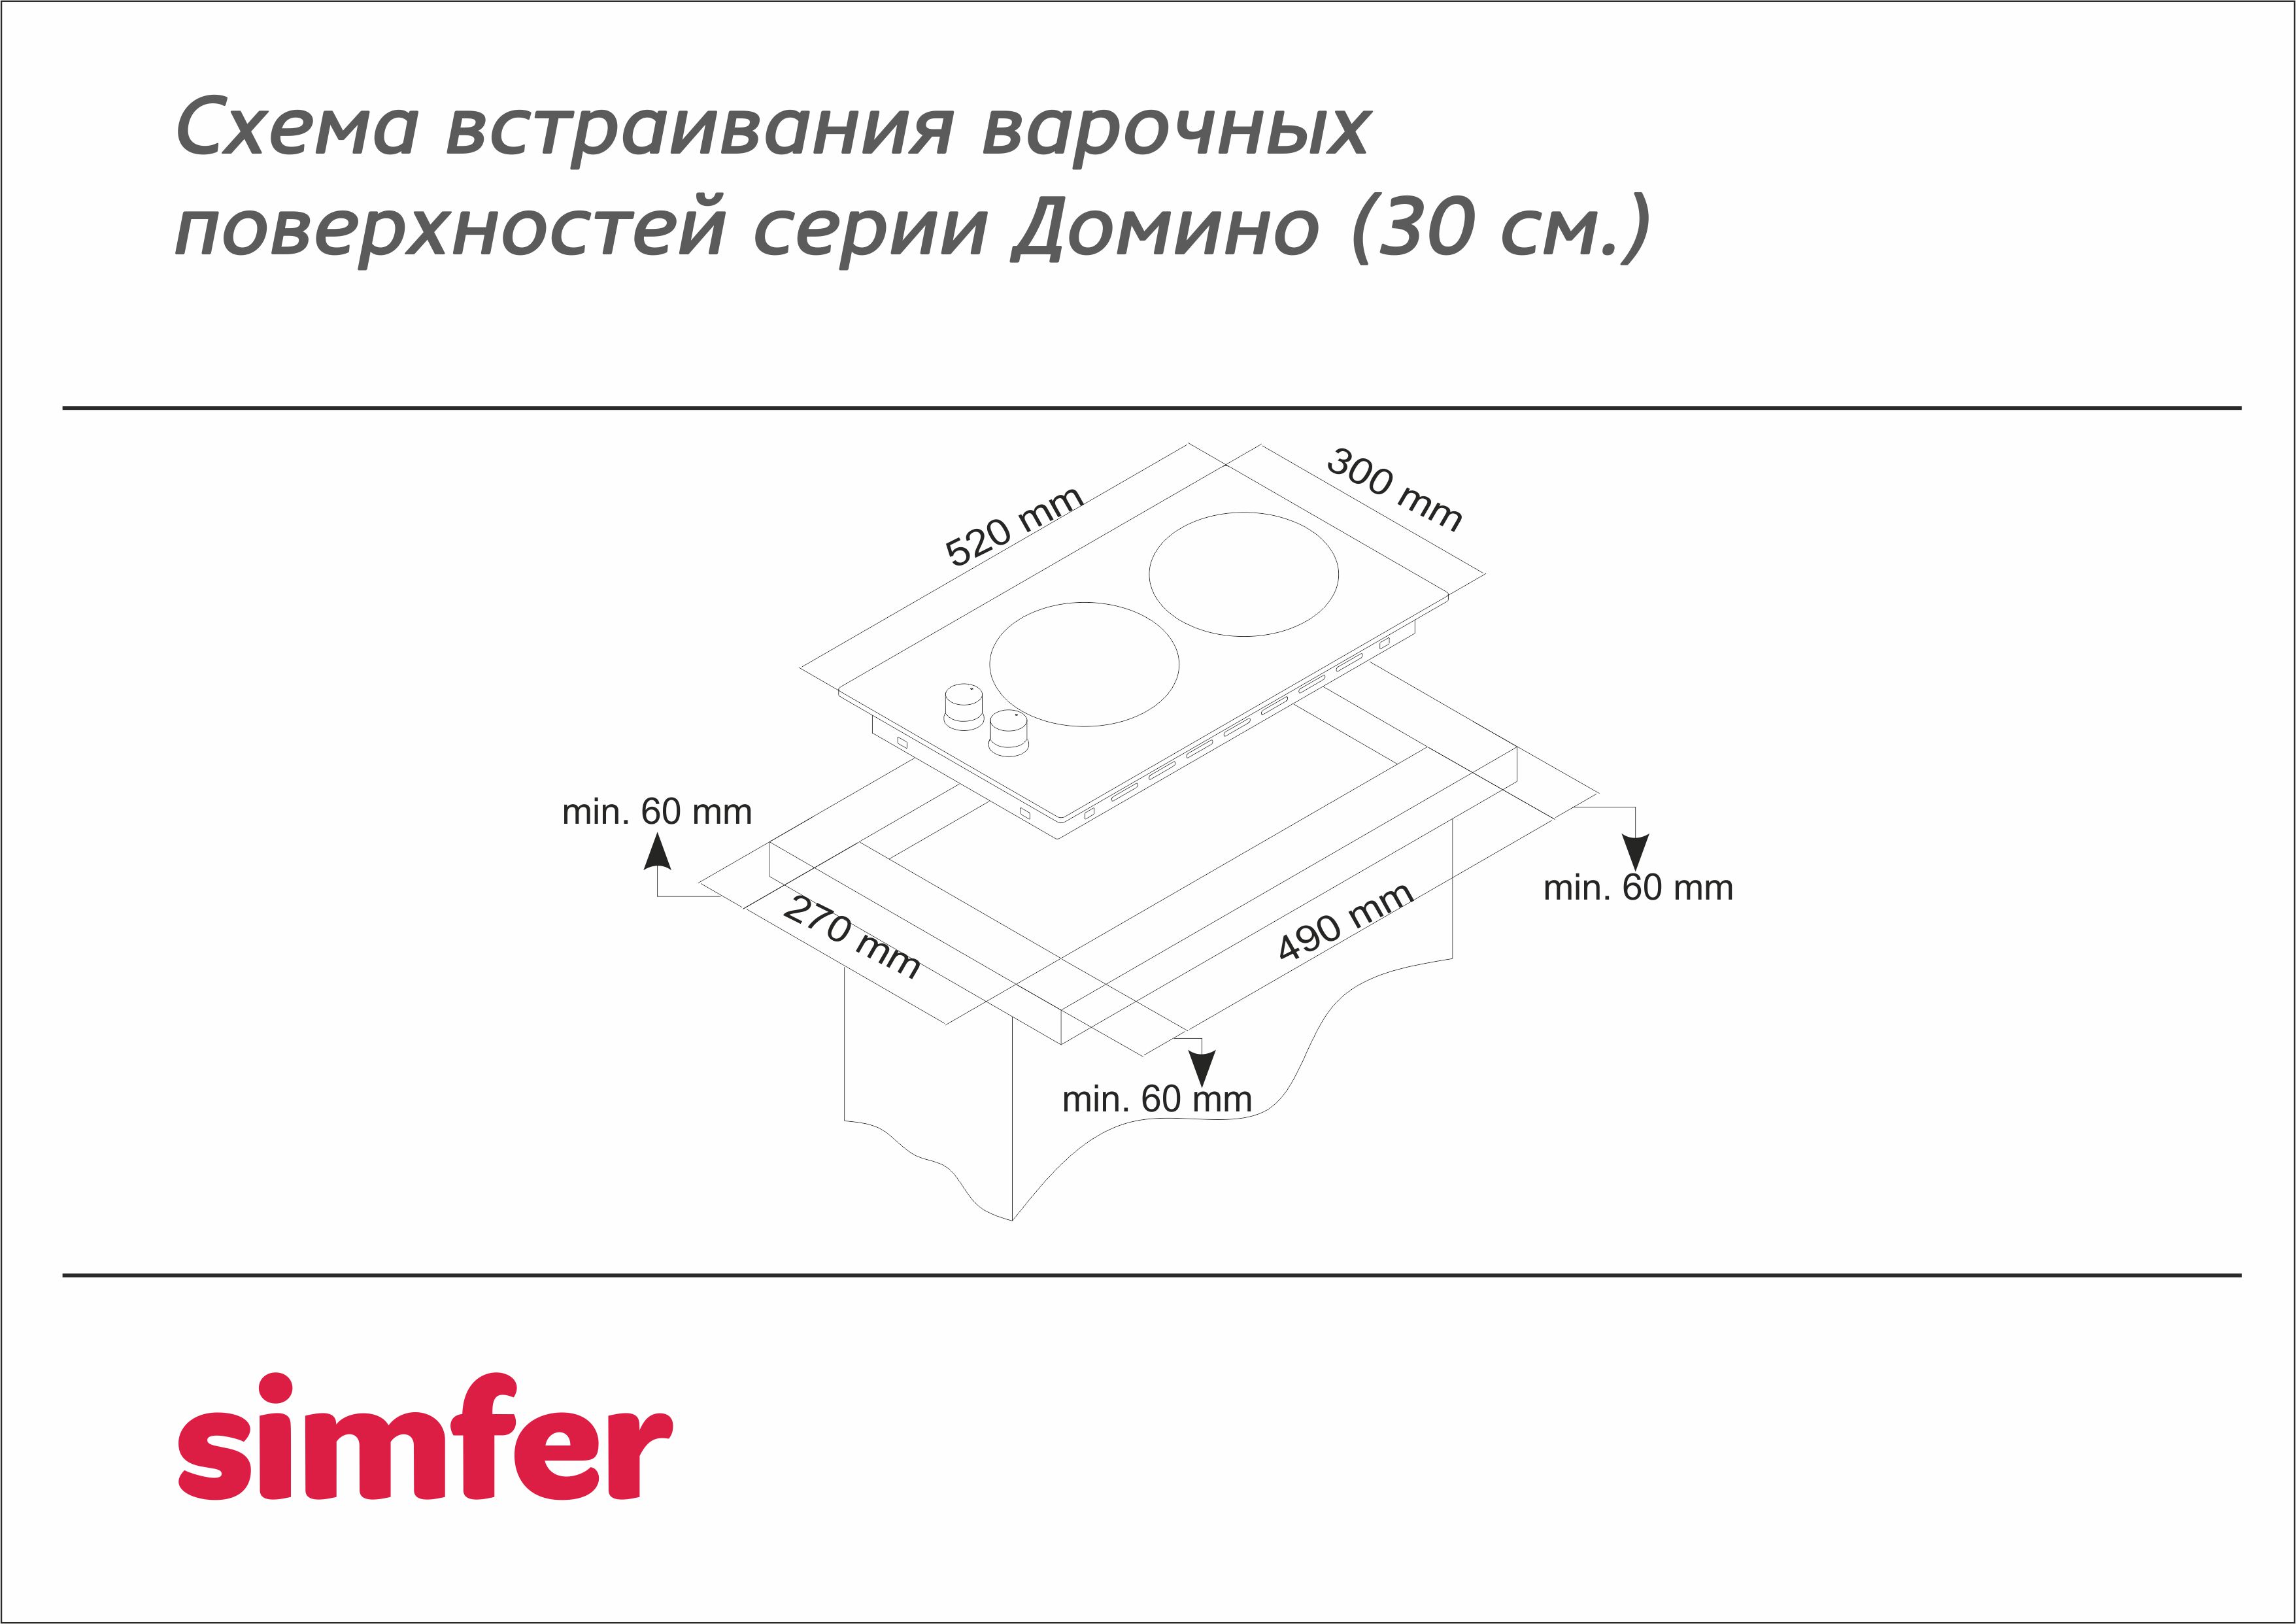 Схема встраивания варочных
поверхностей серии Домино (30 см.)
300 mm
520 mm
min. 60 mm
min. 60 mm
270 mm
490 mm
min. 60 mm
simfer